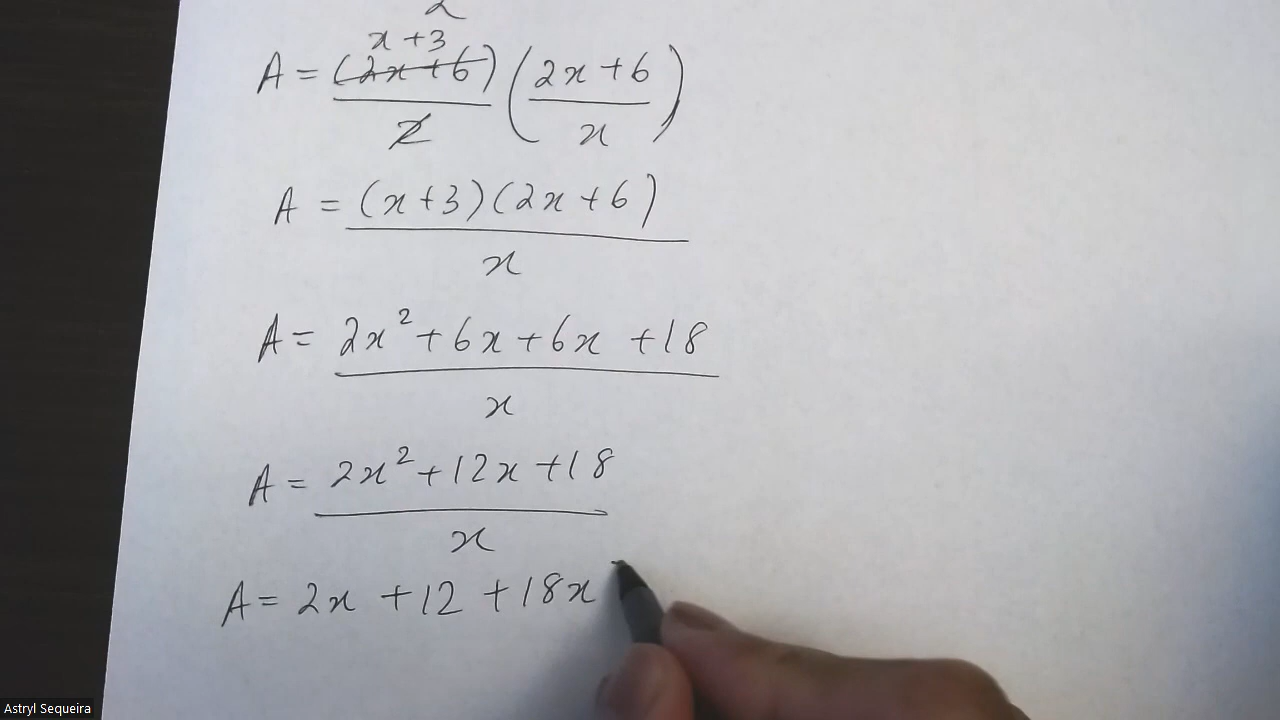 2
x + 3
A = (2x + 6) (2x + 6)
2 x
A = (x + 3)(2x + 6)
x
A = 2x² + 6x + 6x + 18
x
A = 2x² + 12x + 18
x
A = 2x + 12 + 18x
Astryl Sequeira